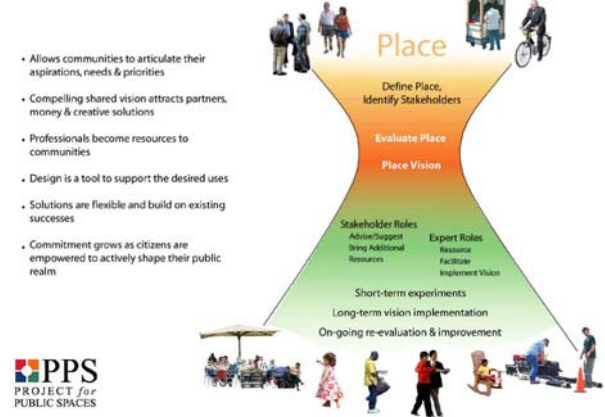 • Allows communities to articulate their
aspirations, needs & priorities
• Compelling shared vision attracts partners,
money & creative solutions
• Professionals become resources to
communities
• Design is a tool to support the desired uses
• Solutions are flexible and build on existing
successes
• Commitment grows as citizens are
empowered to actively shape their public
realm
Place
Define Place,
Identify Stakeholders
Evaluate Place
Place Vision
Stakeholder Roles
Advise/Suggest
Bring Additional
Resources
Expert Roles
Resource
Facilitate
Implement Vision
Short-term experiments
Long-term vision implementation
On-going re-evaluation & improvement
PPS
PROJECT for
PUBLIC SPACES